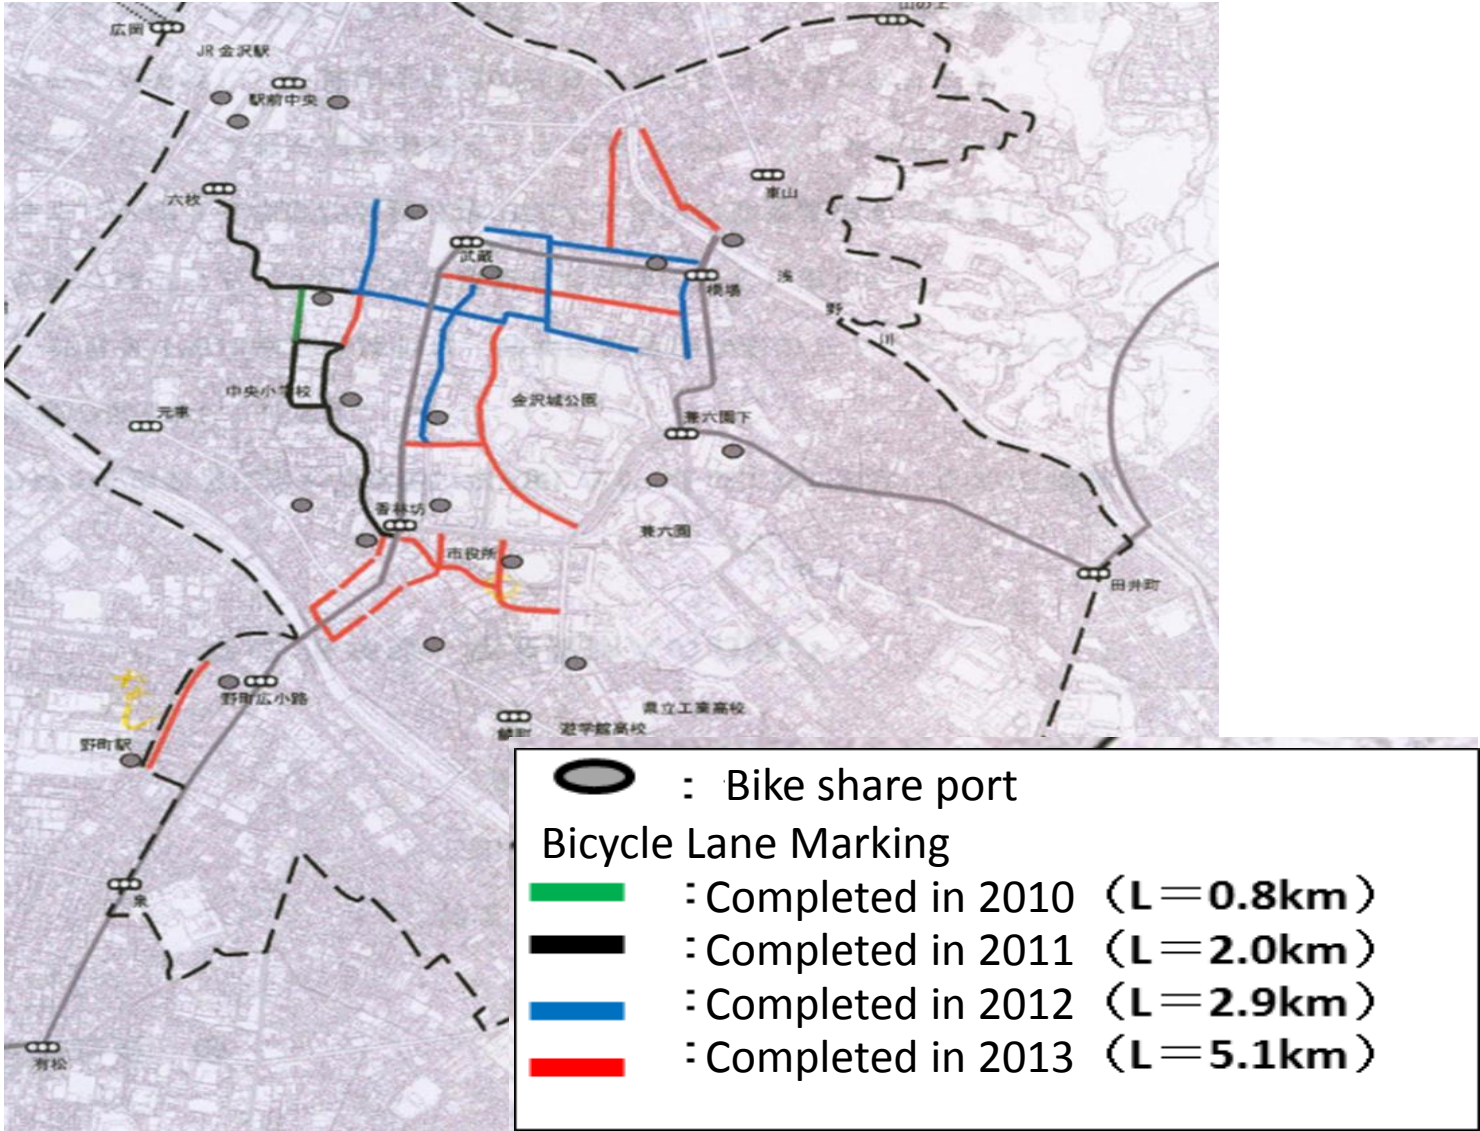 山の上
広岡
JR 金沢駅
駅前中央
東山
六枚
武蔵
橋場
浅
野
川
中央小学校
金沢城公園
元車
兼六園下
香林坊
兼六園
市役所
田井町
野町広小路
県立工業高校
遊学館高校
野町駅
泉
有松
: Bike share port
Bicycle Lane Marking
: Completed in 2010 (L=0.8km)
: Completed in 2011 (L=2.0km)
: Completed in 2012 (L=2.9km)
: Completed in 2013 (L=5.1km)